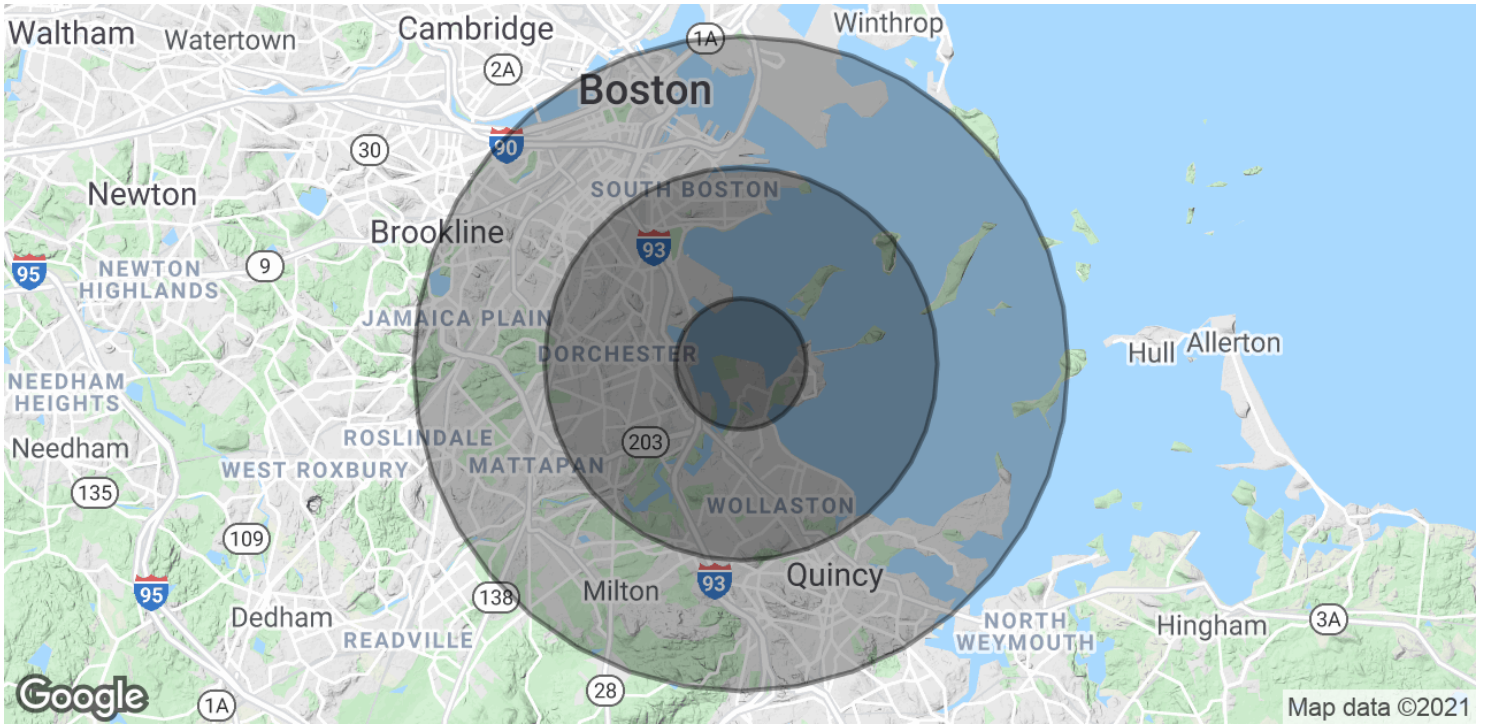 Waltham
Watertown
Cambridge
1A
Winthrop
2A
Boston
90
30
Newton
SOUTH BOSTON
Brookline
93
95
9
NEWTON
HIGHLANDS
JAMAICA PLAIN
DORCHESTER
Hull
Allerton
NEEDHAM
HEIGHTS
203
ROSLINDALE
Needham
WEST ROXBURY
MATTAPAN
135
WOLLASTON
109
95
138
Milton
93
Quincy
Dedham
READVILLE
NORTH
WEYMOUTH
Hingham
3A
28
Google
1A
Map data ©2021